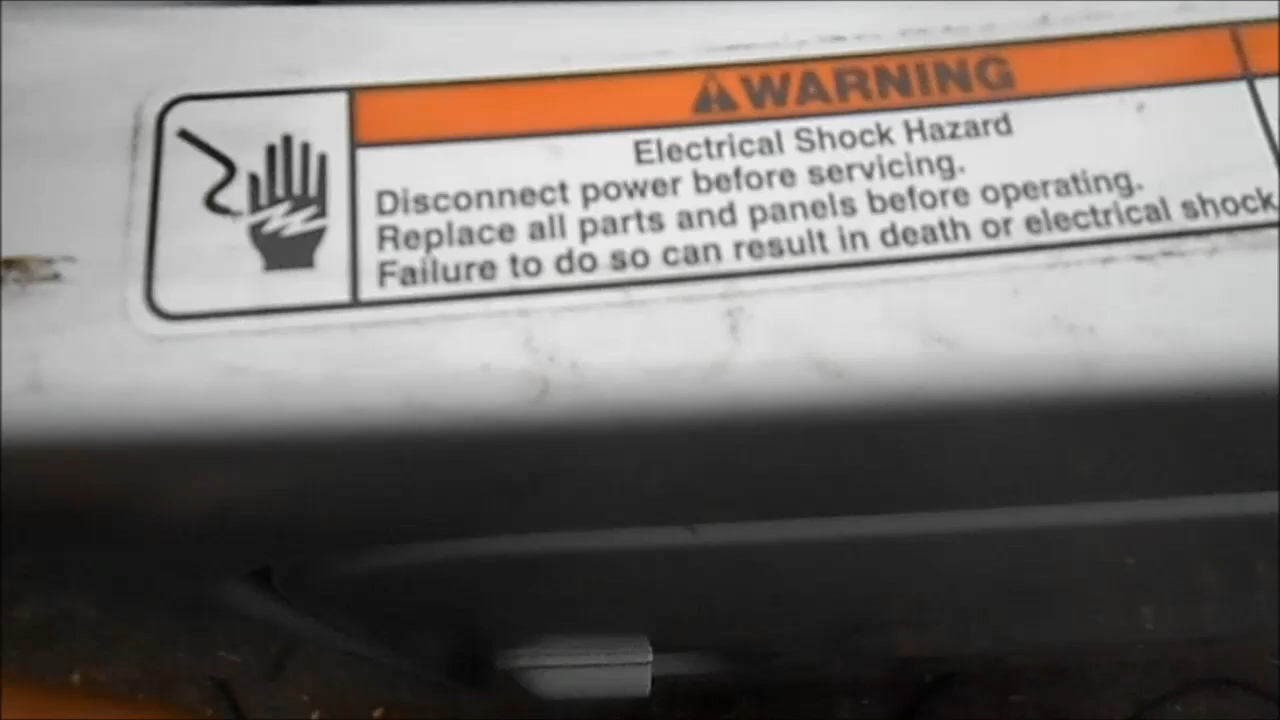 WARNING
Electrical Shock Hazard
Disconnect power before servicing.
Replace all parts and panels before operating.
Failure to do so can result in death or electrical shock